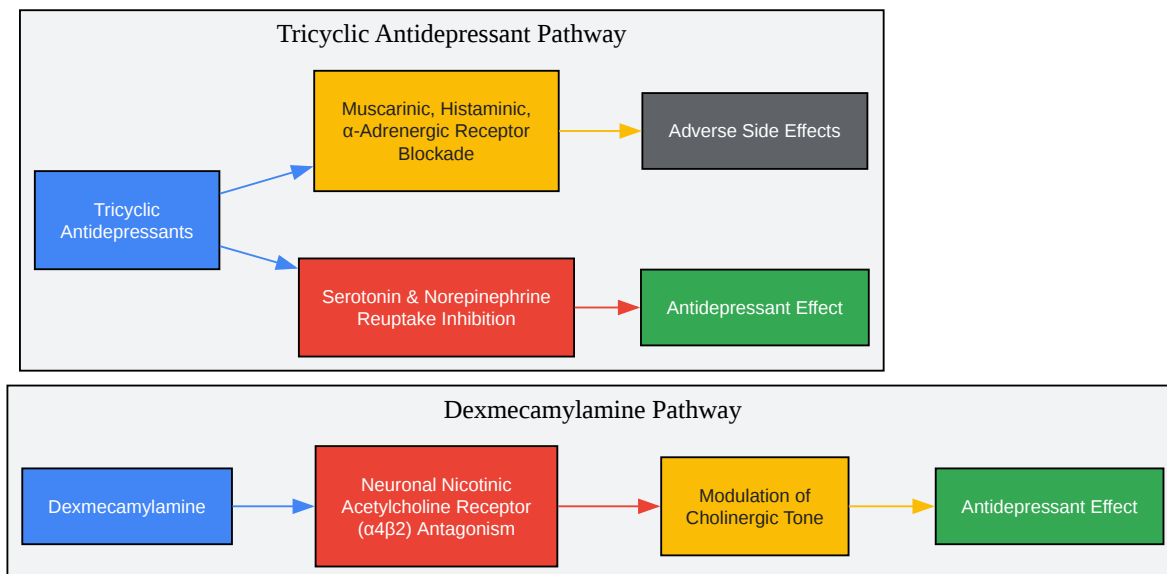 Tricyclic Antidepressant Pathway
Muscarinic, Histaminic,
α-Adrenergic Receptor
Blockade
Adverse Side Effects
Tricyclic
Antidepressants
Serotonin & Norepinephrine
Reuptake Inhibition
Antidepressant Effect
Dexmecamylamine Pathway
Dexmecamylamine
Neuronal Nicotinic
Acetylcholine Receptor
(α4β2) Antagonism
Modulation of
Cholinergic Tone
Antidepressant Effect